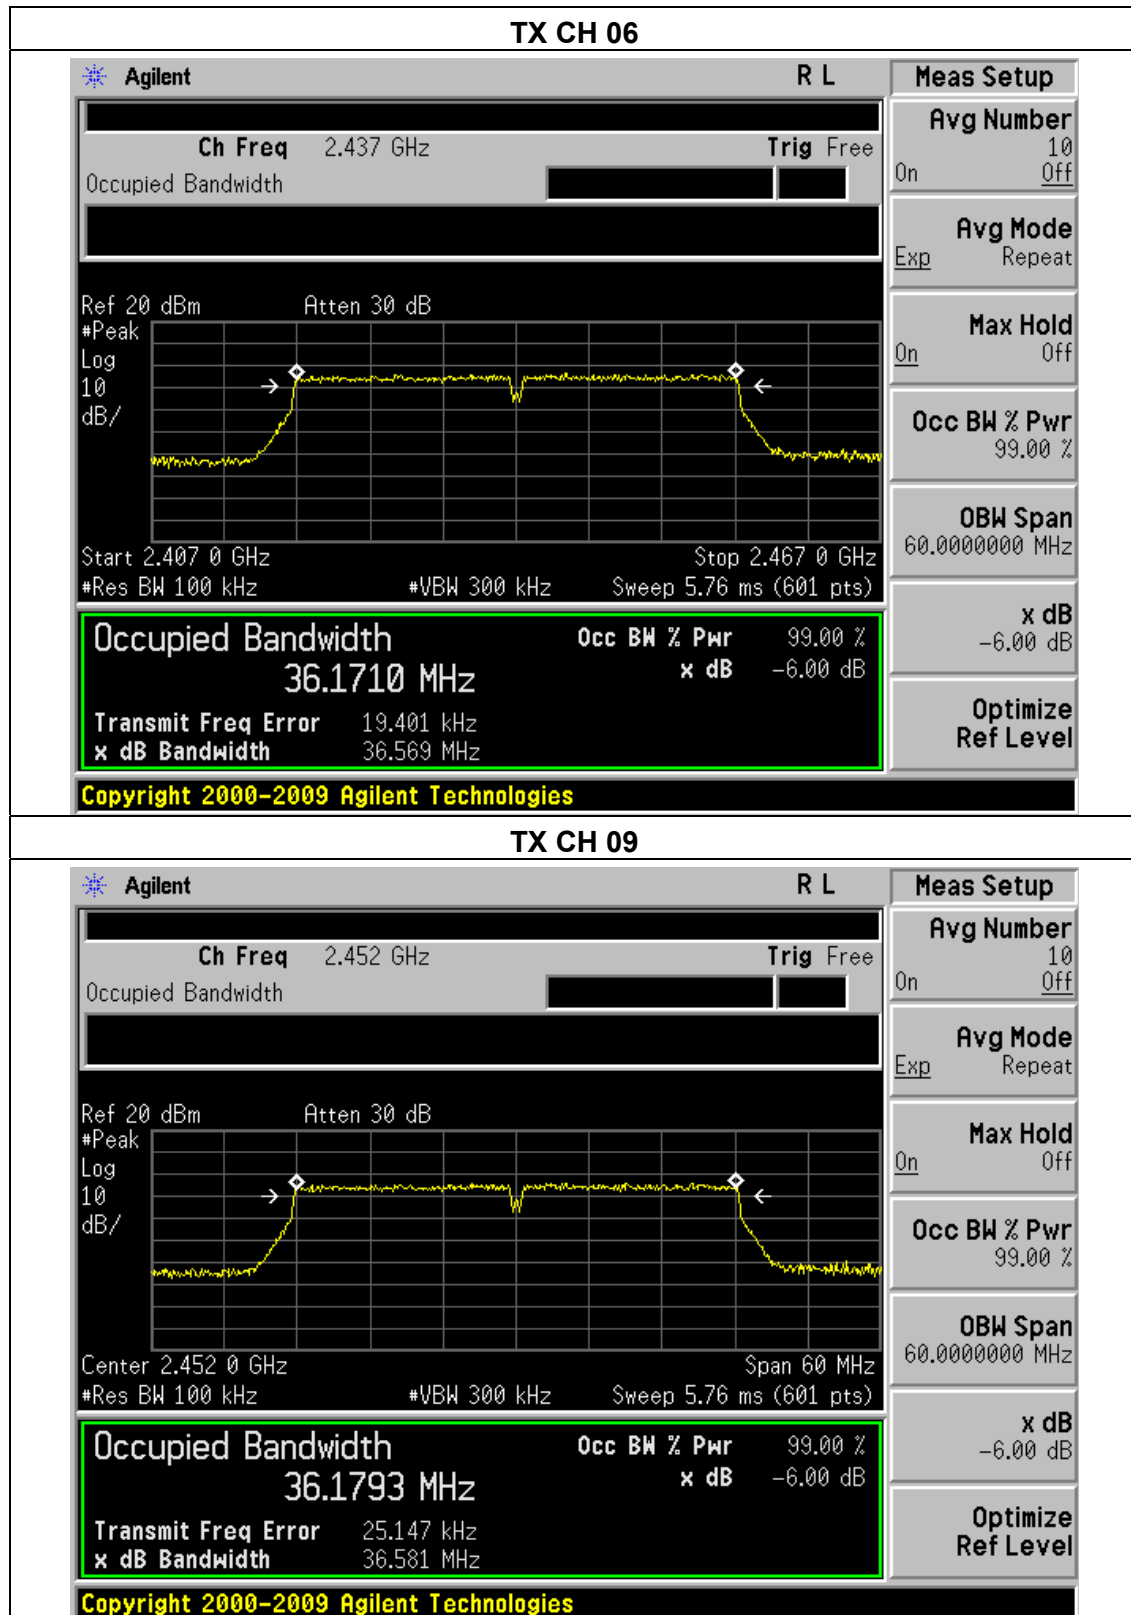 TX CH 06
Agilent R L Meas Setup
Ch Freq 2.437 GHz Trig Free
Occupied Bandwidth
Avg Number
10
On Off
Avg Mode
Exp Repeat
Max Hold
On Off
Occ BW % Pwr
99.00 %
OBW Span
60.0000000 MHz
x dB
-6.00 dB
Optimize
Ref Level
Ref 20 dBm Atten 30 dB
#Peak
Log
10
dB/
Start 2.407 0 GHz Stop 2.467 0 GHz
#Res BW 100 kHz #VBW 300 kHz Sweep 5.76 ms (601 pts)
Occupied Bandwidth Occ BW % Pwr 99.00 %
36.1710 MHz x dB -6.00 dB
Transmit Freq Error 19.401 kHz
x dB Bandwidth 36.569 MHz
Copyright 2000-2009 Agilent Technologies
TX CH 09
Agilent R L Meas Setup
Ch Freq 2.452 GHz Trig Free
Occupied Bandwidth
Avg Number
10
On Off
Avg Mode
Exp Repeat
Max Hold
On Off
Occ BW % Pwr
99.00 %
OBW Span
60.0000000 MHz
x dB
-6.00 dB
Optimize
Ref Level
Ref 20 dBm Atten 30 dB
#Peak
Log
10
dB/
Center 2.452 0 GHz Span 60 MHz
#Res BW 100 kHz #VBW 300 kHz Sweep 5.76 ms (601 pts)
Occupied Bandwidth Occ BW % Pwr 99.00 %
36.1793 MHz x dB -6.00 dB
Transmit Freq Error 25.147 kHz
x dB Bandwidth 36.581 MHz
Copyright 2000-2009 Agilent Technologies